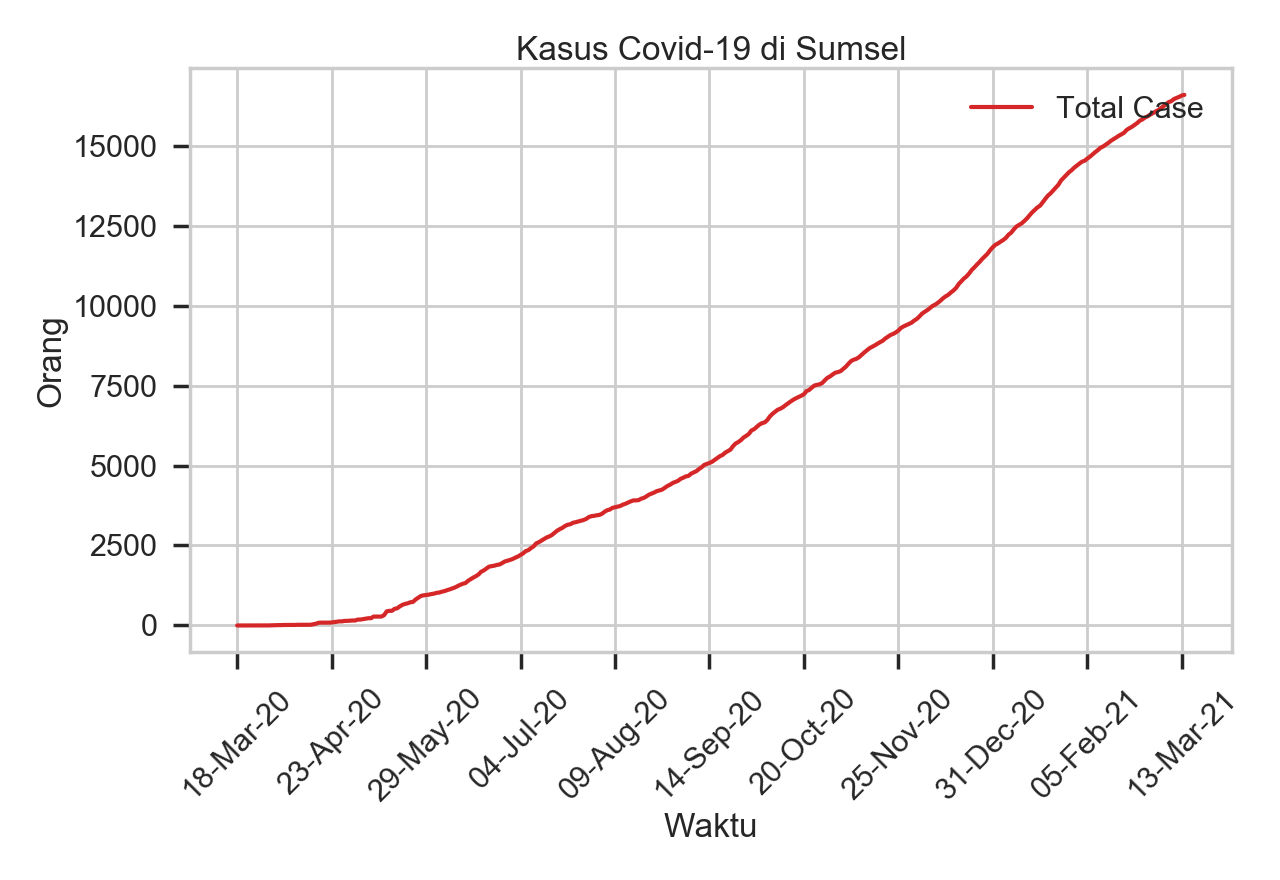 Kasus Covid-19 di Sumsel
Total Case
Orang
15000
12500
10000
7500
5000
2500
0
18-Mar-20
23-Apr-20
29-May-20
04-Jul-20
09-Aug-20
14-Sep-20
20-Oct-20
25-Nov-20
31-Dec-20
05-Feb-21
13-Mar-21
Waktu